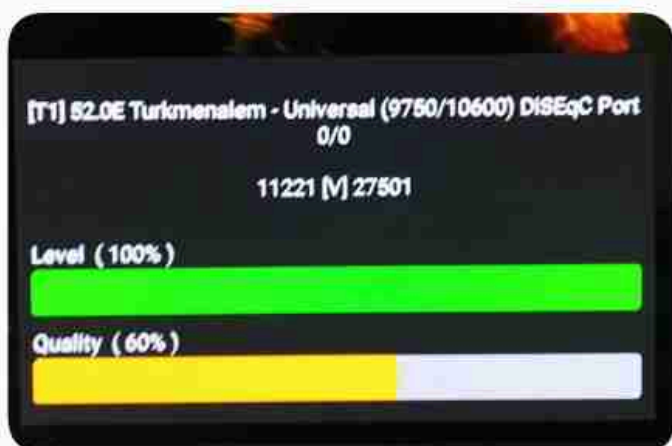 [T1] 52.0E Turkmenalem - Universal (9750/10600) DiSEqC Port
0/0
11221 [V] 27501
Level ( 100% )
Quality ( 60% )